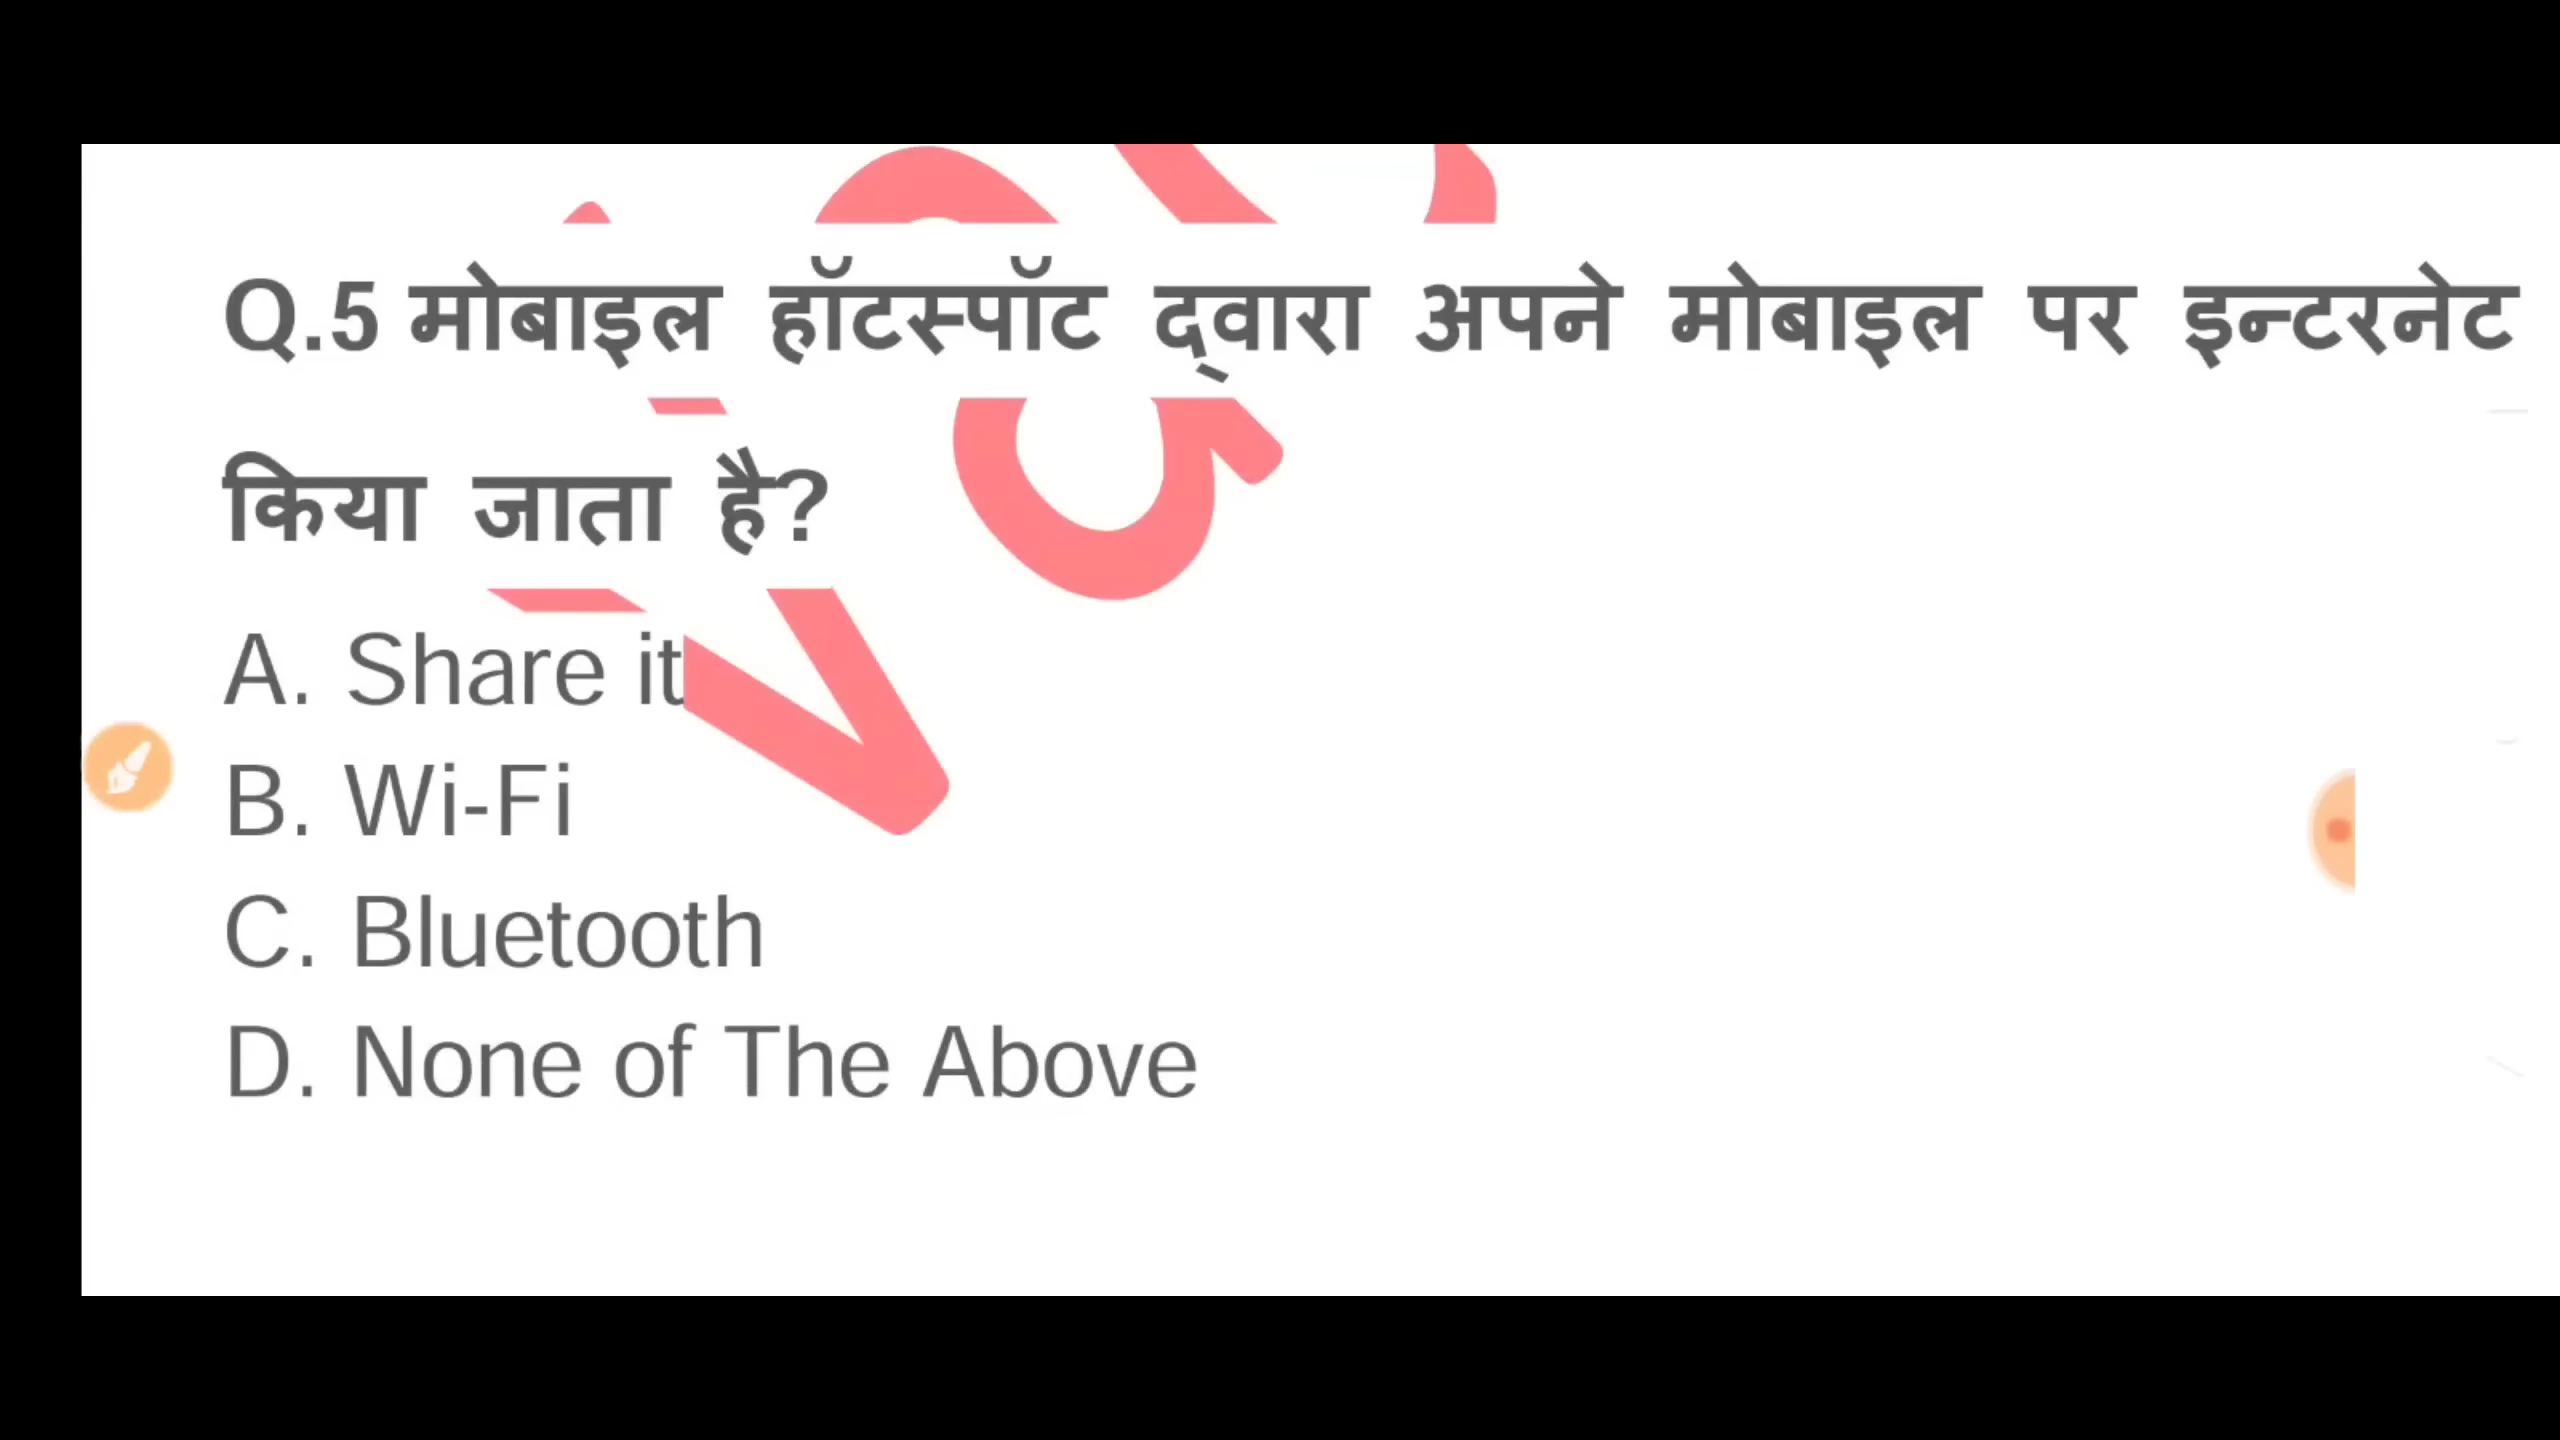 Q.5 मोबाइल हॉटस्पॉट द्वारा अपने मोबाइल पर इन्टरनेट
किया जाता है?
A. Share it
B. Wi-Fi
C. Bluetooth
D. None of The Above